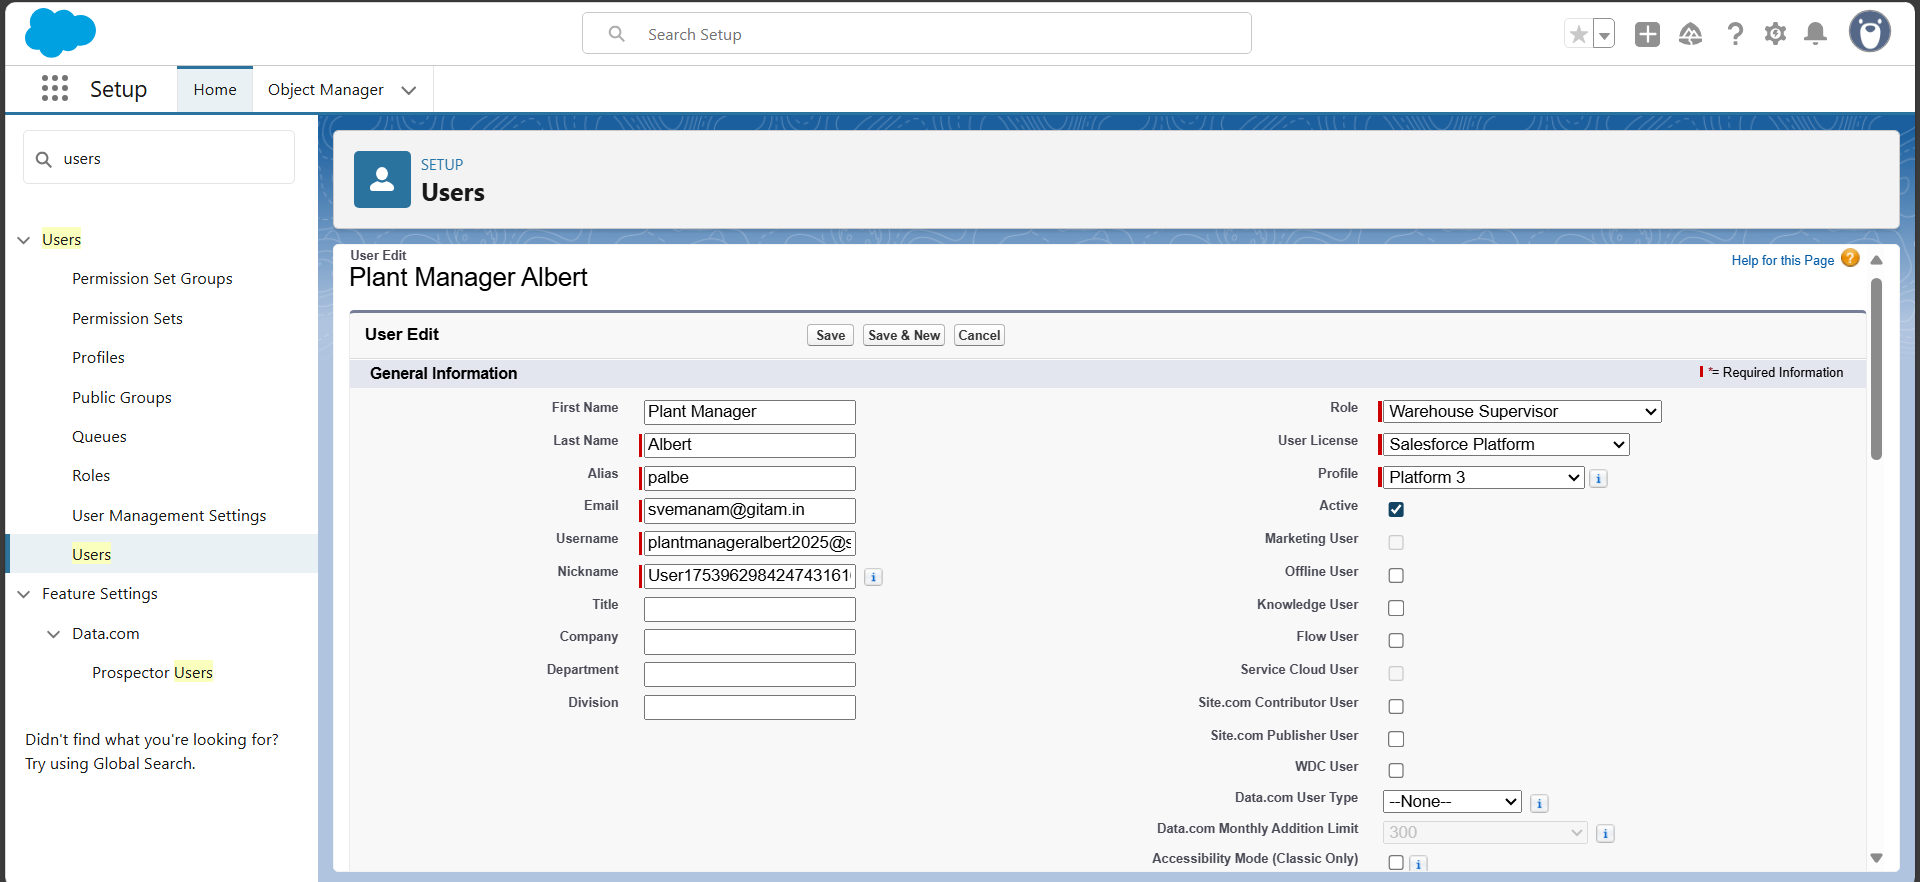 Search Setup
Setup
Home
Object Manager
users
Users
Permission Set Groups
Permission Sets
Profiles
Public Groups
Queues
Roles
User Management Settings
Users
Feature Settings
Data.com
Prospector Users
Didn't find what you're looking for?
Try using Global Search.
SETUP
Users
User Edit
Plant Manager Albert
Help for this Page
User Edit
Save
Save & New
Cancel
General Information
*= Required Information
First Name Plant Manager
Last Name Albert
Alias palbe
Email svemanam@gitam.in
Username plantmanageralbert2025@s
Nickname User175396298424743161
Title
Company
Department
Division
Role Warehouse Supervisor
User License Salesforce Platform
Profile Platform 3
Active
Marketing User
Offline User
Knowledge User
Flow User
Service Cloud User
Site.com Contributor User
Site.com Publisher User
WDC User
Data.com User Type --None--
Data.com Monthly Addition Limit 300
Accessibility Mode (Classic Only)